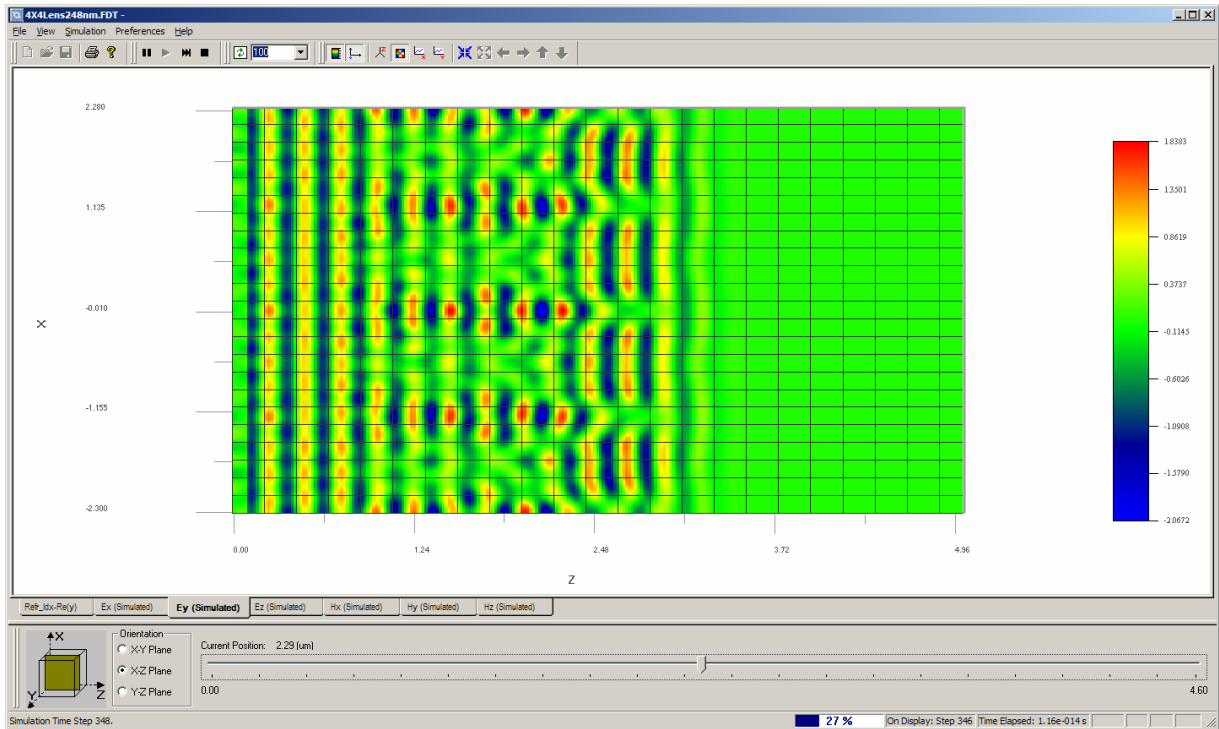 4X4Lens248nm.FDT -
File View Simulation Preferences Help
100
2.280
1.135
-0.010
-1.155
-2.300
X
0.00 1.24 2.48 3.72 4.96
Z
1.8383
1.3501
0.8619
0.3737
-0.1145
-0.6026
-1.0908
-1.5790
-2.0672
Refr_Idx-Re(y) Ex (Simulated) Ey (Simulated) Ez (Simulated) Hx (Simulated) Hy (Simulated) Hz (Simulated)
X
Y
Z
Orientation
X-Y Plane
X-Z Plane
Y-Z Plane
Current Position: 2.29 (um)
0.00 4.60
Simulation Time Step 348. 27 % On Display: Step 346 Time Elapsed: 1.16e-014 s